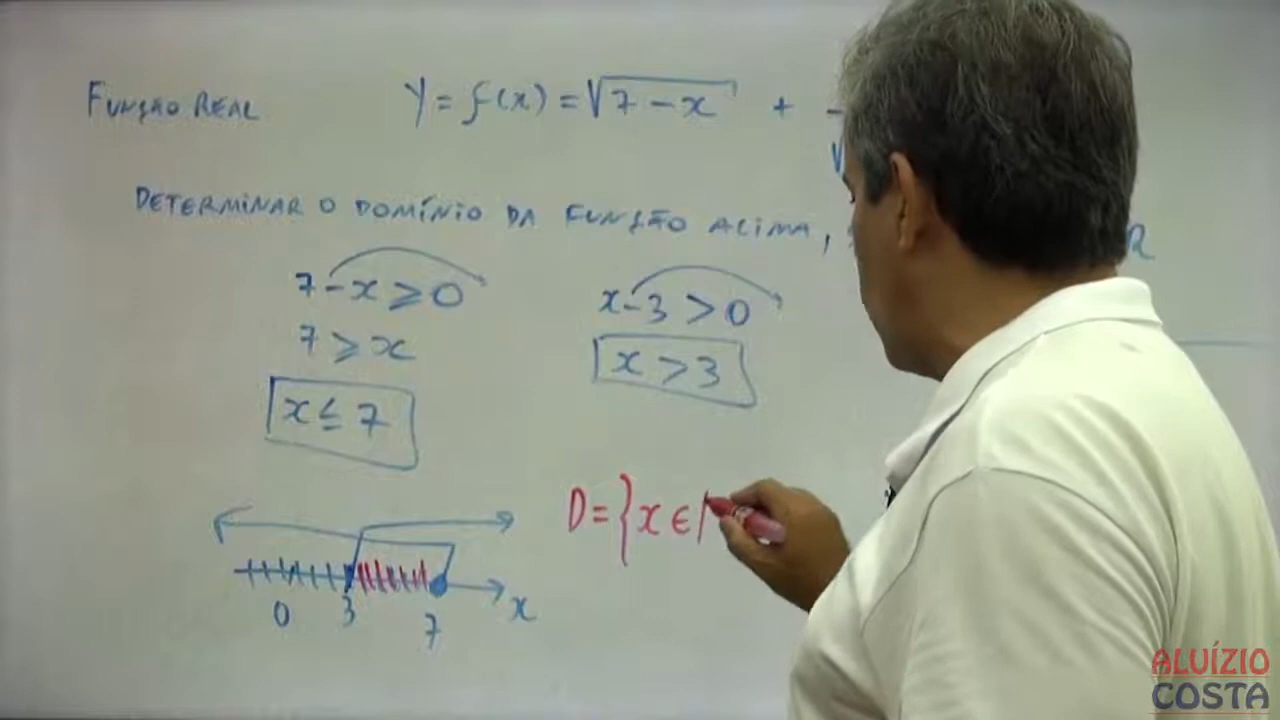 FUNÇÃO REAL y = f(x) = √7 - x +
DETERMINAR O DOMÍNIO DA FUNÇÃO ACIMA,
7 - x ≥ 0
7 ≥ x
x ≤ 7
x - 3 > 0
x > 3
D = { x ∈
0 3 7 x
ALUÍZIO
COSTA